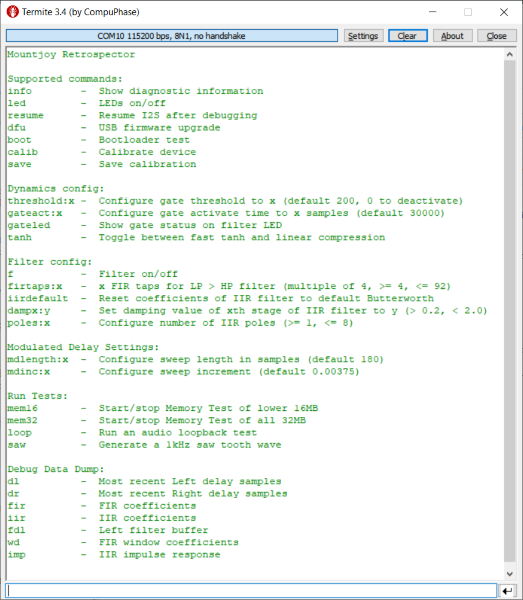 Termite 3.4 (by CompuPhase)
COM10 115200 bps, 8N1, no handshake
Settings
Clear
About
Close
Mountjoy Retrospector
Supported commands:
info - Show diagnostic information
led - LEDs on/off
resume - Resume I2S after debugging
dfu - USB firmware upgrade
boot - Bootloader test
calib - Calibrate device
save - Save calibration
Dynamics config:
threshold:x - Configure gate threshold to x (default 200, 0 to deactivate)
gateact:x - Configure gate activate time to x samples (default 30000)
gateled - Show gate status on filter LED
tanh - Toggle between fast tanh and linear compression
Filter config:
f - Filter on/off
firtaps:x - x FIR taps for LP > HP filter (multiple of 4, >= 4, <= 92)
iirdefault - Reset coefficients of IIR filter to default Butterworth
dampx:y - Set damping value of xth stage of IIR filter to y (> 0.2, < 2.0)
poles:x - Configure number of IIR poles (>= 1, <= 8)
Modulated Delay Settings:
mdlength:x - Configure sweep length in samples (default 180)
mdinc:x - Configure sweep increment (default 0.00375)
Run Tests:
mem16 - Start/stop Memory Test of lower 16MB
mem32 - Start/stop Memory Test of all 32MB
loop - Run an audio loopback test
saw - Generate a 1kHz saw tooth wave
Debug Data Dump:
dl - Most recent Left delay samples
dr - Most recent Right delay samples
fir - FIR coefficients
iir - IIR coefficients
fdl - Left filter buffer
wd - FIR window coefficients
imp - IIR impulse response